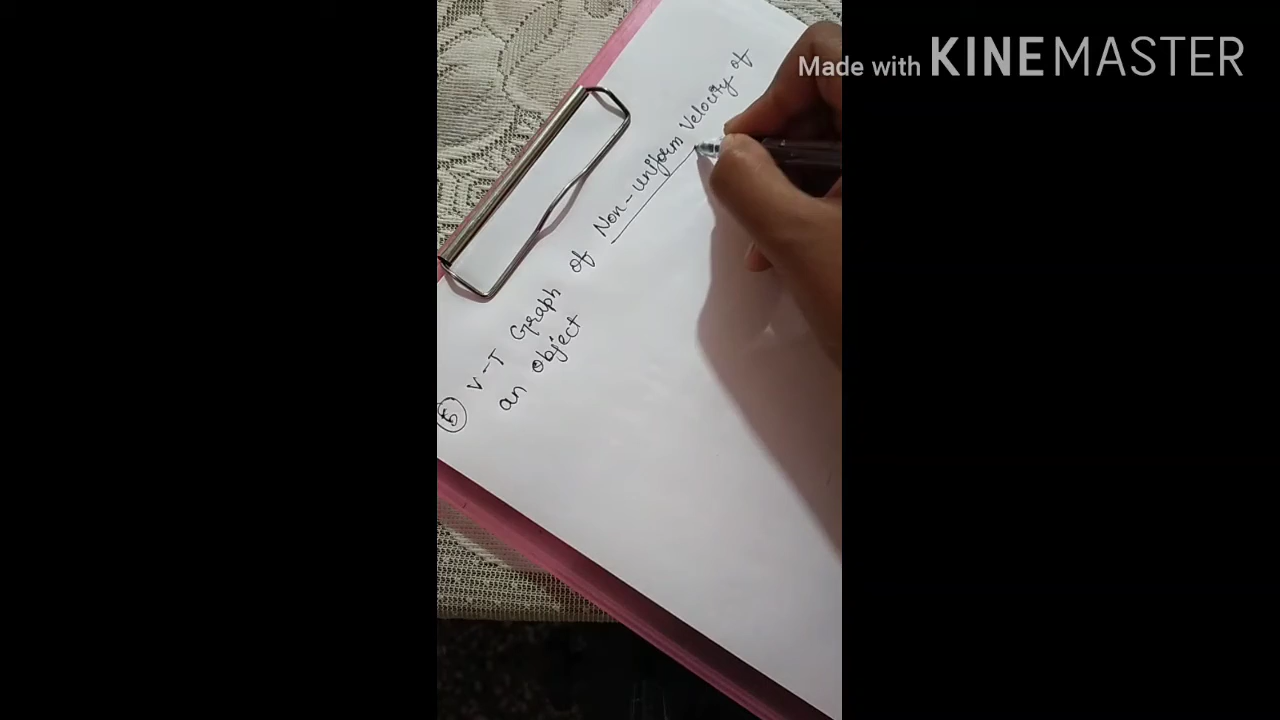 Made with KINEMASTER
⑤ V-T Graph of Non-uniform Velocity of
an object